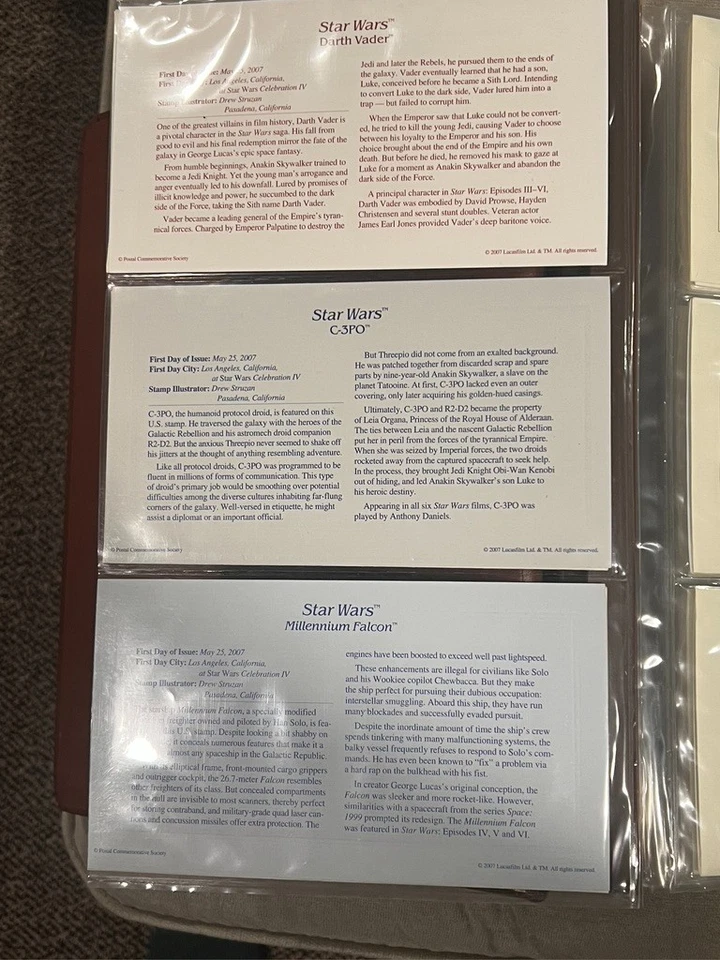 Star Wars™
Darth Vader™
First Da e: May 5, 2007
First Los Angeles, California,
at Star Wars Celebration IV
Stamp Illustrator: Drew Struzan
Pasadena, California
One of the greatest villains in film history, Darth Vader is
a pivotal character in the Star Wars saga. His fall from
good to evil and his final redemption mirror the fate of the
galaxy in George Lucas's epic space fantasy.
From humble beginnings, Anakin Skywalker trained to
become a Jedi Knight. Yet the young man's arrogance and
anger eventually led to his downfall. Lured by promises of
illicit knowledge and power, he succumbed to the dark
side of the Force, taking the Sith name Darth Vader.
Vader became a leading general of the Empire's tyran-
nical forces. Charged by Emperor Palpatine to destroy the
Jedi and later the Rebels, he pursued them to the ends of
the galaxy. Vader eventually learned that he had a son,
Luke, conceived before he became a Sith Lord. Intending
to convert Luke to the dark side, Vader lured him into a
trap — but failed to corrupt him.
When the Emperor saw that Luke could not be convert-
ed, he tried to kill the young Jedi, causing Vader to choose
between his loyalty to the Emperor and his son. His
choice brought about the end of the Empire and his own
death. But before he died, he removed his mask to gaze at
Luke for a moment as Anakin Skywalker and abandon the
dark side of the Force.
A principal character in Star Wars: Episodes III–VI,
Darth Vader was embodied by David Prowse, Hayden
Christensen and several stunt doubles. Veteran actor
James Earl Jones provided Vader's deep baritone voice.
© Postal Commemorative Society
© 2007 Lucasfilm Ltd. & TM. All rights reserved.
Star Wars™
C-3PO™
First Day of Issue: May 25, 2007
First Day City: Los Angeles, California,
at Star Wars Celebration IV
Stamp Illustrator: Drew Struzan
Pasadena, California
C-3PO, the humanoid protocol droid, is featured on this
U.S. stamp. He traversed the galaxy with the heroes of the
Galactic Rebellion and his astromech droid companion
R2-D2. But the anxious Threepio never seemed to shake off
his jitters at the thought of anything resembling adventure.
Like all protocol droids, C-3PO was programmed to be
fluent in millions of forms of communication. This type
of droid's primary job would be smoothing over potential
difficulties among the diverse cultures inhabiting far-flung
corners of the galaxy. Well-versed in etiquette, he might
assist a diplomat or an important official.
But Threepio did not come from an exalted background.
He was patched together from discarded scrap and spare
parts by nine-year-old Anakin Skywalker, a slave on the
planet Tatooine. At first, C-3PO lacked even an outer
covering, only later acquiring his golden-hued casings.
Ultimately, C-3PO and R2-D2 became the property
of Leia Organa, Princess of the Royal House of Alderaan.
The ties between Leia and the nascent Galactic Rebellion
put her in peril from the forces of the tyrannical Empire.
When she was seized by Imperial forces, the two droids
rocketed away from the captured spacecraft to seek help.
In the process, they brought Jedi Knight Obi-Wan Kenobi
out of hiding, and led Anakin Skywalker's son Luke to
his heroic destiny.
Appearing in all six Star Wars films, C-3PO was
played by Anthony Daniels.
© Postal Commemorative Society
© 2007 Lucasfilm Ltd. & TM. All rights reserved.
Star Wars™
Millennium Falcon™
First Day of Issue: May 25, 2007
First Day City: Los Angeles, California,
at Star Wars Celebration IV
Stamp Illustrator: Drew Struzan
Pasadena, California
The starship Millennium Falcon, a specially modified
freighter owned and piloted by Han Solo, is fea-
this U.S. stamp. Despite looking a bit shabby on
it conceals numerous features that make it a
almost any spaceship in the Galactic Republic.
With its elliptical frame, front-mounted cargo grippers
and outrigger cockpit, the 26.7-meter Falcon resembles
other freighters of its class. But concealed compartments
in the hull are invisible to most scanners, thereby perfect
for storing contraband, and military-grade quad laser can-
nons and concussion missiles offer extra protection. The
engines have been boosted to exceed well past lightspeed.
These enhancements are illegal for civilians like Solo
and his Wookiee copilot Chewbacca. But they make
the ship perfect for pursuing their dubious occupation:
interstellar smuggling. Aboard this ship, they have run
many blockades and successfully evaded pursuit.
Despite the inordinate amount of time the ship's crew
spends tinkering with many malfunctioning systems, the
balky vessel frequently refuses to respond to Solo's com-
mands. He has even been known to "fix" a problem via
a hard rap on the bulkhead with his fist.
In creator George Lucas's original conception, the
Falcon was sleeker and more rocket-like. However,
similarities with a spacecraft from the series Space:
1999 prompted its redesign. The Millennium Falcon
was featured in Star Wars: Episodes IV, V and VI.
© Postal Commemorative Society
© 2007 Lucasfilm Ltd. & TM. All rights reserved.